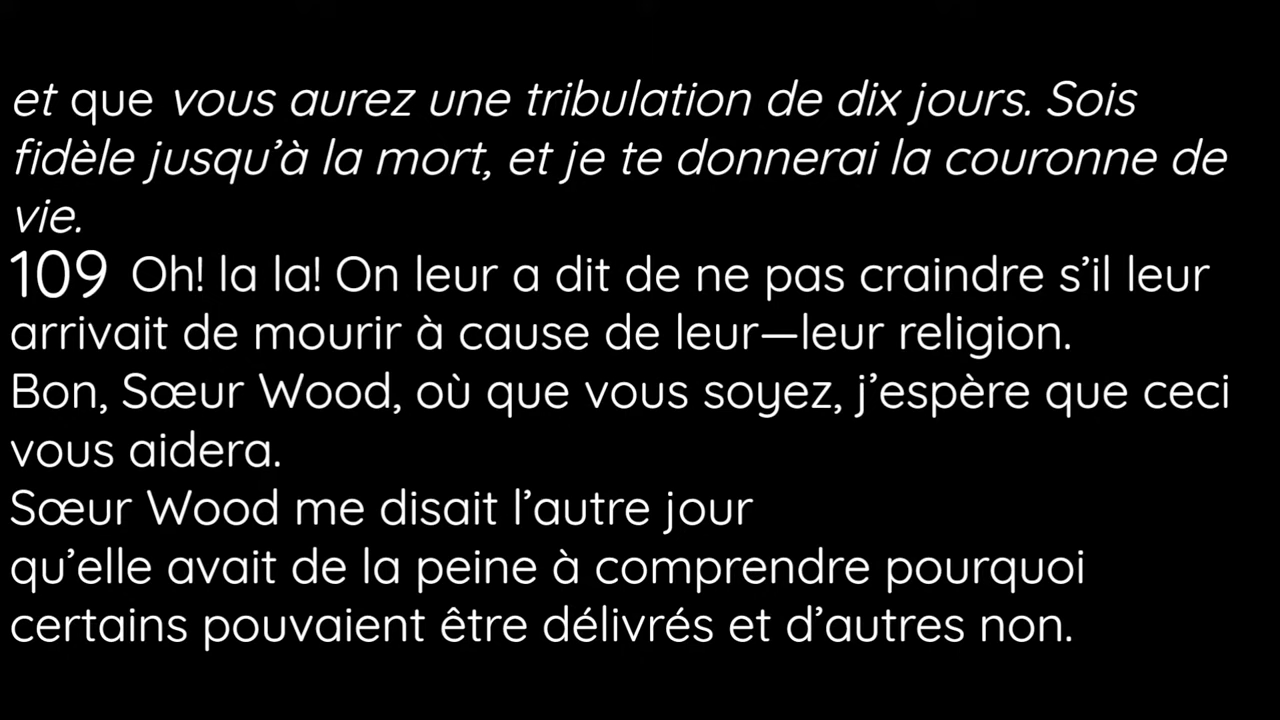 et que vous aurez une tribulation de dix jours. Sois
fidèle jusqu’à la mort, et je te donnerai la couronne de
vie.
109 Oh! la la! On leur a dit de ne pas craindre s’il leur
arrivait de mourir à cause de leur—leur religion.
Bon, Sœur Wood, où que vous soyez, j’espère que ceci
vous aidera.
Sœur Wood me disait l’autre jour
qu’elle avait de la peine à comprendre pourquoi
certains pouvaient être délivrés et d’autres non.